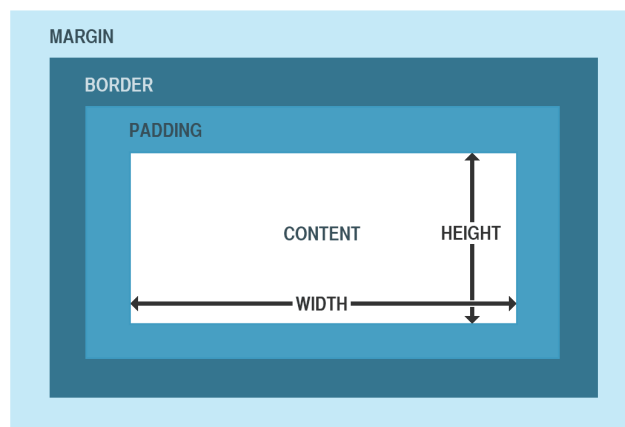 MARGIN
BORDER
PADDING
CONTENT
HEIGHT
WIDTH